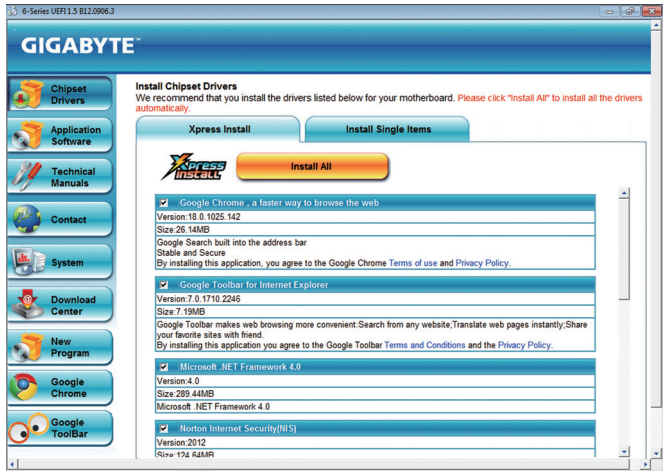 6-Series UEFI 1.5 B12.0906.3
GIGABYTE™
Chipset
Drivers
Application
Software
Technical
Manuals
Contact
System
Download
Center
New
Program
Google
Chrome
Google
ToolBar
Install Chipset Drivers
We recommend that you install the drivers listed below for your motherboard. Please click "Install All" to install all the drivers
automatically.
Xpress Install
Install Single Items
Xpress
Install
Install All
Google Chrome , a faster way to browse the web
Version:18.0.1025.142
Size:26.14MB
Google Search built into the address bar
Stable and Secure
By installing this application, you agree to the Google Chrome Terms of use and Privacy Policy.
Google Toolbar for Internet Explorer
Version:7.0.1710.2246
Size:7.19MB
Google Toolbar makes web browsing more convenient:Search from any website;Translate web pages instantly;Share
your favorite sites with friend.
By installing this application you agree to the Google Toolbar Terms and Conditions and the Privacy Policy.
Microsoft .NET Framework 4.0
Version:4.0
Size:289.44MB
Microsoft .NET Framework 4.0
Norton Internet Security(NIS)
Version:2012
Size:124.64MB